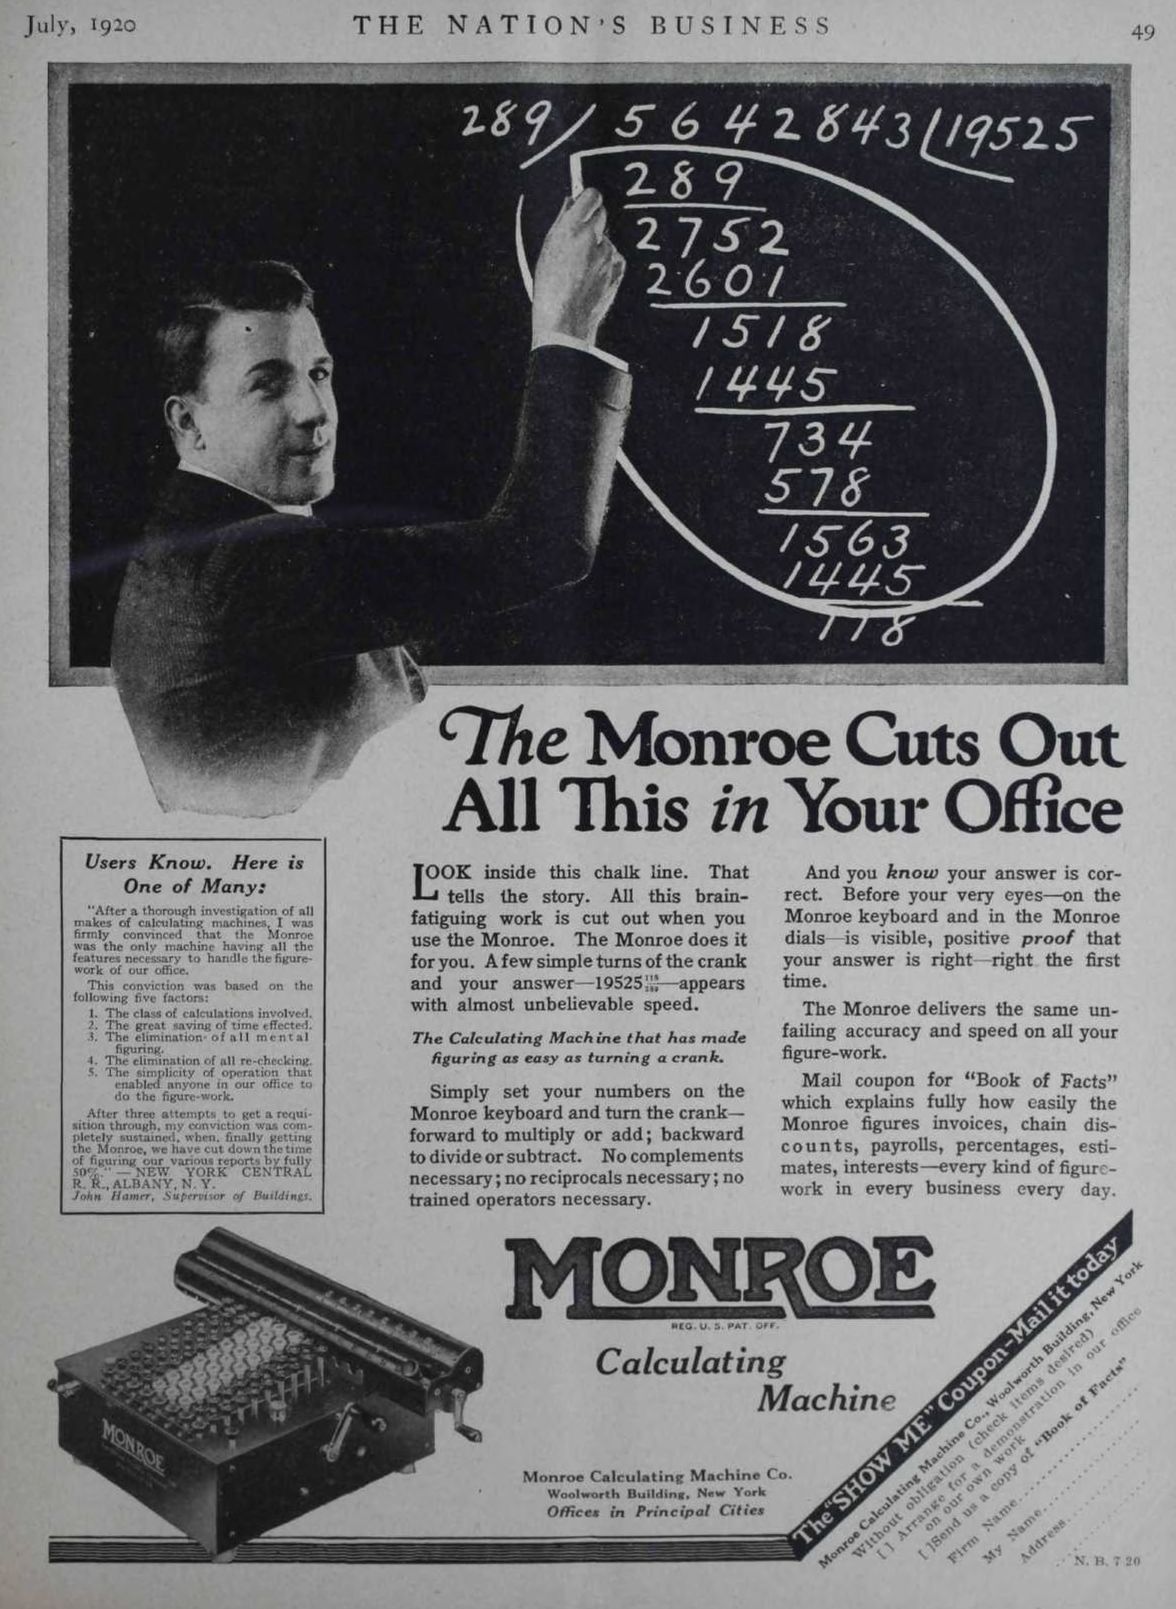 July, 1920
THE NATION'S BUSINESS
49
289/ 5642843 19525
289
2752
2601
1518
1445
734
578
1563
1445
118
The Monroe Cuts Out
All This in Your Office
Users Know. Here is
One of Many:
"After a thorough investigation of all
makes of calculating machines, I was
firmly convinced that the Monroe
was the only machine having all the
features necessary to handle the figure-
work of our office.
This conviction was based on the
following five factors:
1. The class of calculations involved.
2. The great saving of time effected.
3. The elimination of all mental
figuring.
4. The elimination of all re-checking.
5. The simplicity of operation that
enabled anyone in our office to
do the figure-work.
After three attempts to get a requi-
sition through, my conviction was com-
pletely sustained, when, finally getting
the Monroe, we have cut down the time
of figuring our various reports by fully
50%."—NEW YORK CENTRAL
R. R., ALBANY, N. Y.
John Hamer, Supervisor of Buildings.
LOOK inside this chalk line. That
tells the story. All this brain-
fatiguing work is cut out when you
use the Monroe. The Monroe does it
for you. A few simple turns of the crank
and your answer—19525 118/289—appears
with almost unbelievable speed.
The Calculating Machine that has made
figuring as easy as turning a crank.
Simply set your numbers on the
Monroe keyboard and turn the crank—
forward to multiply or add; backward
to divide or subtract. No complements
necessary; no reciprocals necessary; no
trained operators necessary.
And you know your answer is cor-
rect. Before your very eyes—on the
Monroe keyboard and in the Monroe
dials—is visible, positive proof that
your answer is right—right the first
time.
The Monroe delivers the same un-
failing accuracy and speed on all your
figure-work.
Mail coupon for "Book of Facts"
which explains fully how easily the
Monroe figures invoices, chain dis-
counts, payrolls, percentages, esti-
mates, interests—every kind of figure-
work in every business every day.
MONROE
MONROE
REG. U. S. PAT. OFF.
Calculating
Machine
Monroe Calculating Machine Co.
Woolworth Building, New York
Offices in Principal Cities
The "SHOW ME" Coupon—Mail it today
Monroe Calculating Machine Co., Woolworth Building, New York
Without obligation (check items desired)
[ ] Arrange for a demonstration in our office
on our own work
[ ] Send us a copy of "Book of Facts"
Firm Name
My Name
Address
N. B. 7 20